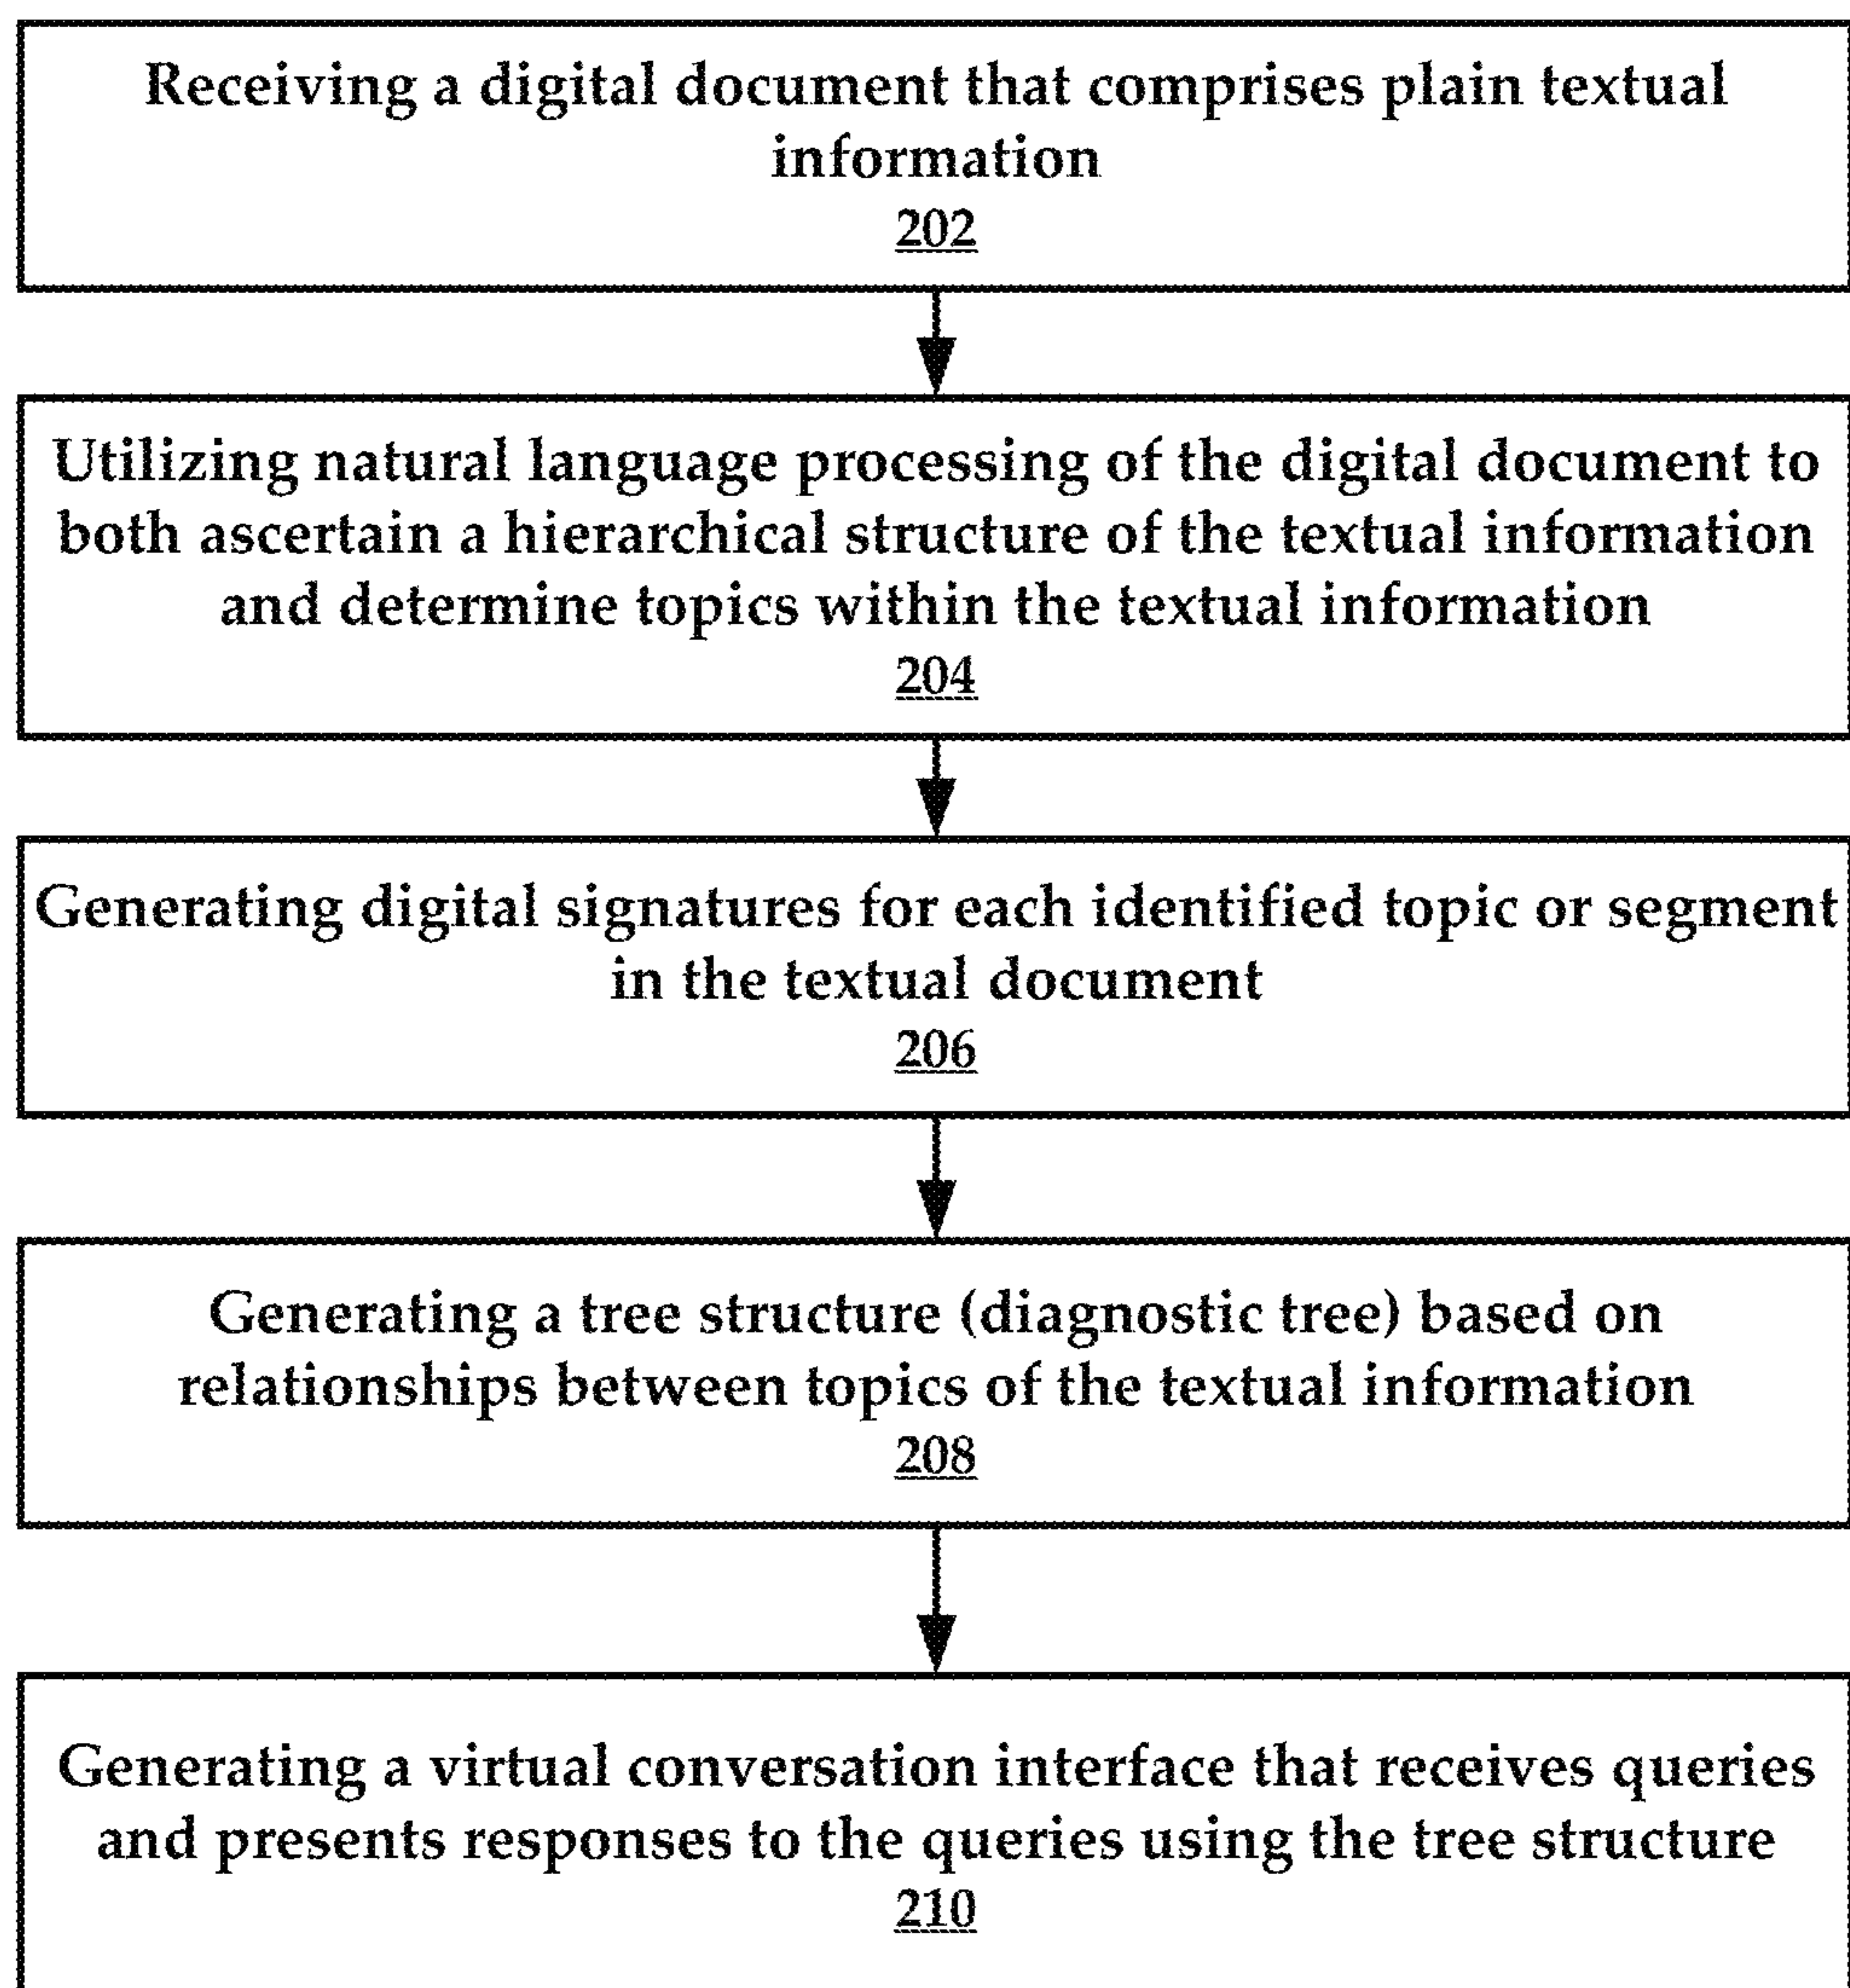 Receiving a digital document that comprises plain textual
information
202
Utilizing natural language processing of the digital document to
both ascertain a hierarchical structure of the textual information
and determine topics within the textual information
204
Generating digital signatures for each identified topic or segment
in the textual document
206
Generating a tree structure (diagnostic tree) based on
relationships between topics of the textual information
208
Generating a virtual conversation interface that receives queries
and presents responses to the queries using the tree structure
210